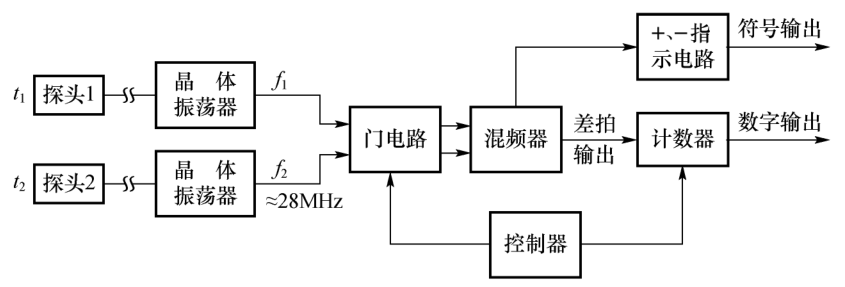 t1
探头1
晶 体
振荡器
f1
t2
探头2
晶 体
振荡器
f2
≈28MHz
门电路
混频器
差拍
输出
+、−指
示电路
符号输出
计数器
数字输出
控制器